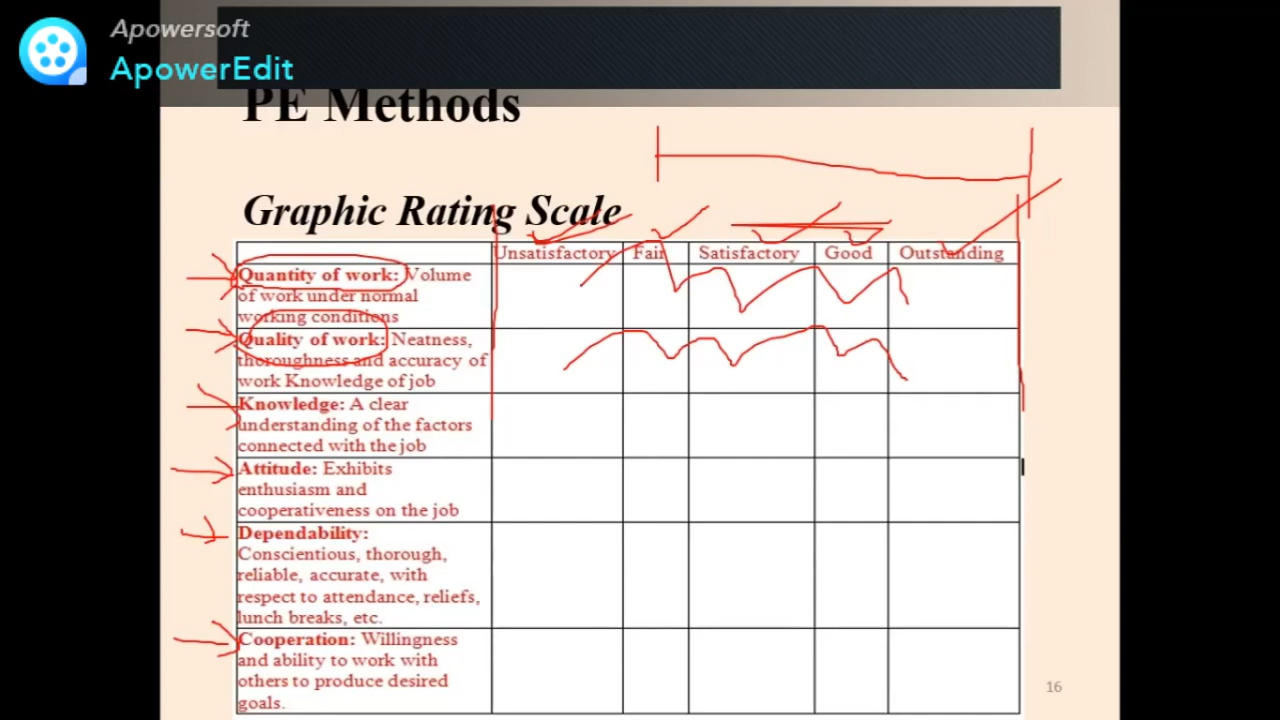 Apowersoft
ApowerEdit
PE Methods
Graphic Rating Scale
Unsatisfactory Fair Satisfactory Good Outstanding
Quantity of work: Volume
of work under normal
working conditions
Quality of work: Neatness,
thoroughness and accuracy of
work Knowledge of job
Knowledge: A clear
understanding of the factors
connected with the job
Attitude: Exhibits
enthusiasm and
cooperativeness on the job
Dependability:
Conscientious, thorough,
reliable, accurate, with
respect to attendance, reliefs,
lunch breaks, etc.
Cooperation: Willingness
and ability to work with
others to produce desired
goals.
16